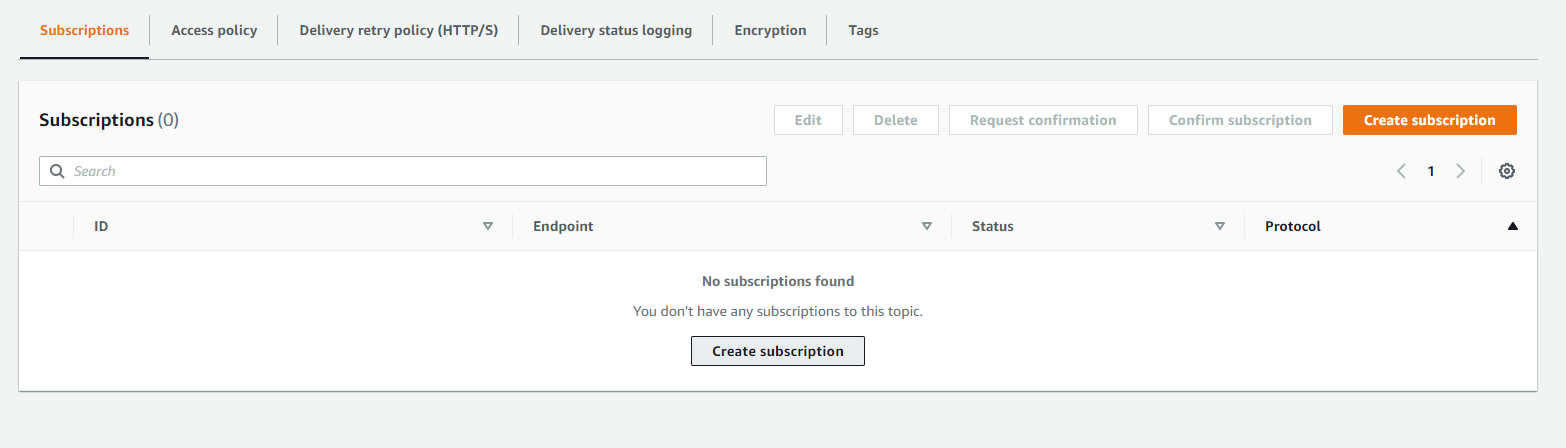 Subscriptions Access policy Delivery retry policy (HTTP/S) Delivery status logging Encryption Tags
Subscriptions (0) Edit Delete Request confirmation Confirm subscription Create subscription
Search 1
ID Endpoint Status Protocol
No subscriptions found
You don't have any subscriptions to this topic.
Create subscription